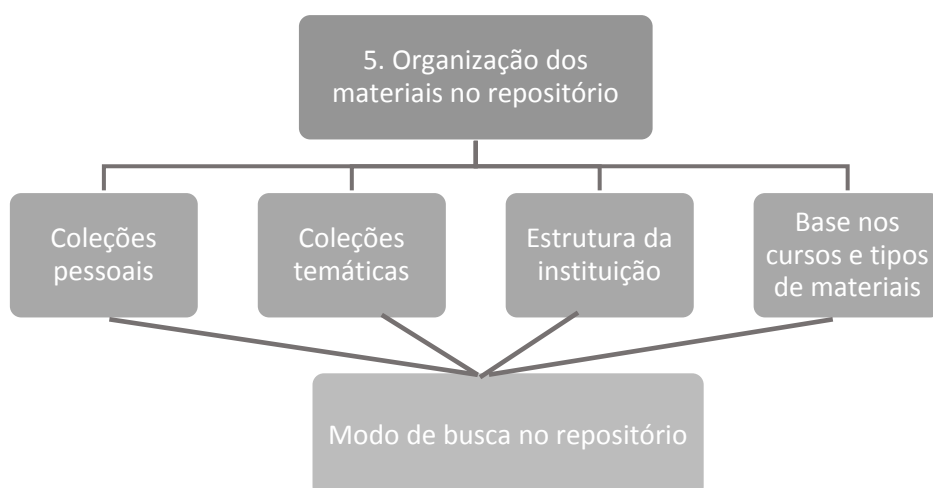 5. Organização dos
materiais no repositório
Coleções
pessoais
Coleções
temáticas
Estrutura da
instituição
Base nos
cursos e tipos
de materiais
Modo de busca no repositório